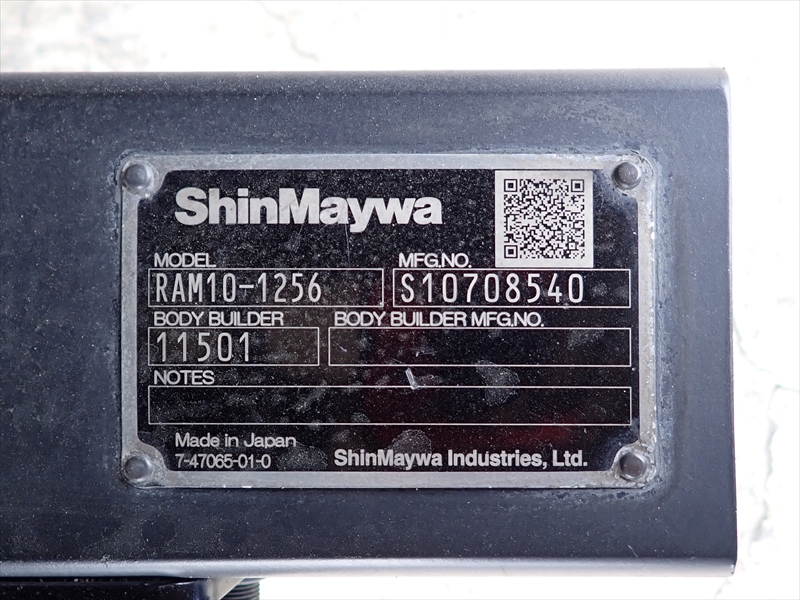 ShinMaywa
MODEL MFG.NO.
RAM10-1256 S10708540
BODY BUILDER BODY BUILDER MFG.NO.
11501
NOTES
Made in Japan
7-47065-01-0 ShinMaywa Industries, Ltd.